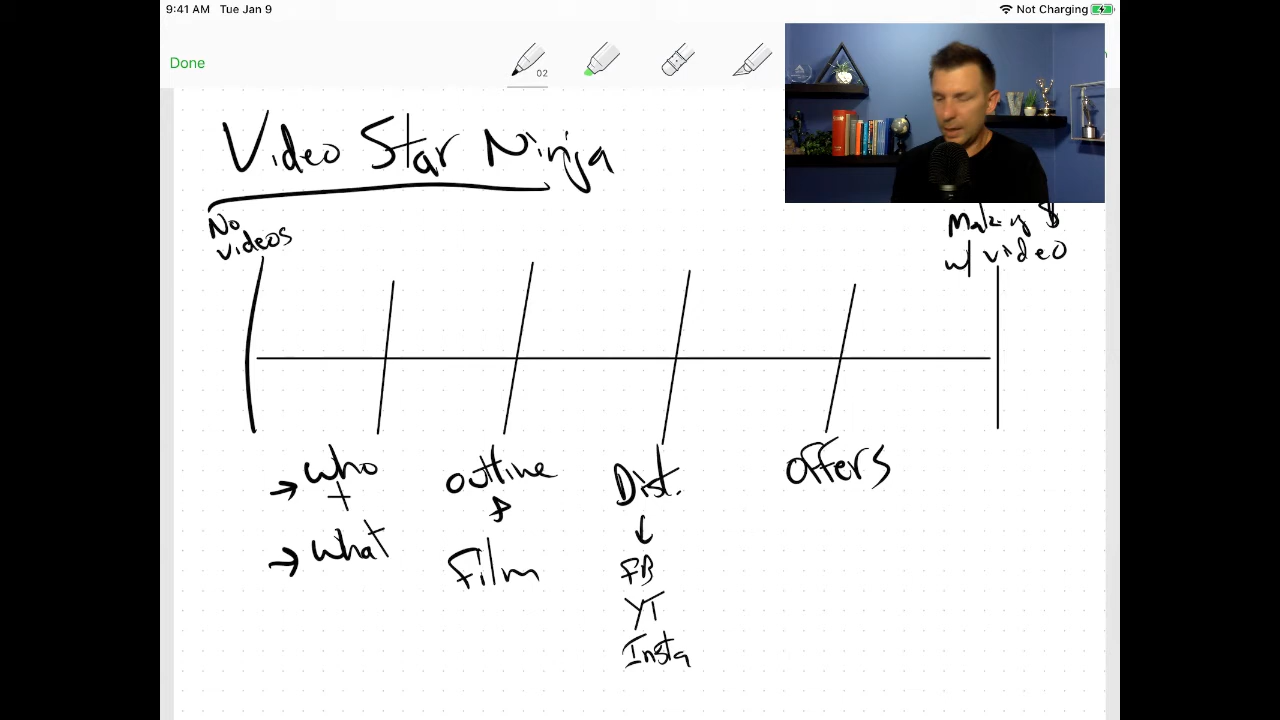 9:41 AM Tue Jan 9
Not Charging
Done
02
Video Star Ninja
No
videos
Making $
w/ video
who
+
what
outline
&
film
Dist.
FB
YT
Insta
offers